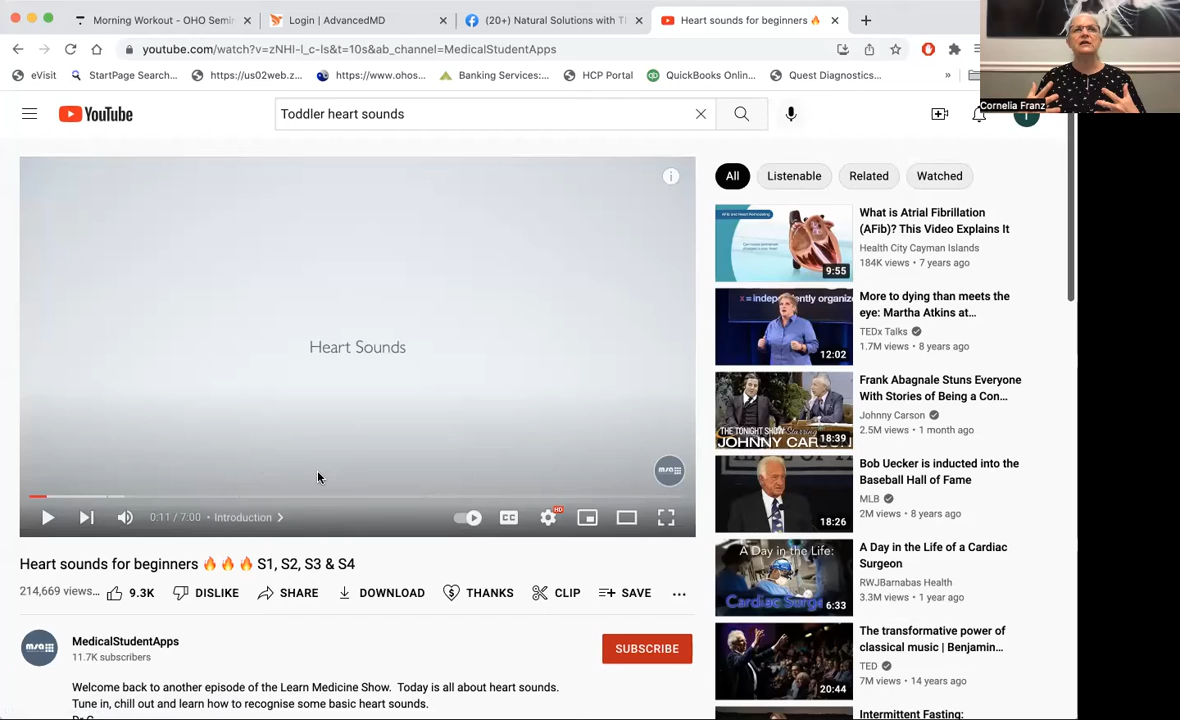 Morning Workout - OHO Semin
Login | AdvancedMD
(20+) Natural Solutions with T
Heart sounds for beginners 🔥
youtube.com/watch?v=zNHI-l_c-ls&t=10s&ab_channel=MedicalStudentApps
eVisit
StartPage Search...
https://us02web.z...
https://www.ohos...
Banking Services:...
HCP Portal
QuickBooks Onlin...
Quest Diagnostics...
»
Cornelia Franz
YouTube
Toddler heart sounds
Heart Sounds
msa
0:11 / 7:00 • Introduction
HD
CC
Heart sounds for beginners 🔥 🔥 🔥 S1, S2, S3 & S4
214,669 views...
9.3K
DISLIKE
SHARE
DOWNLOAD
THANKS
CLIP
SAVE
...
msa
MedicalStudentApps
11.7K subscribers
SUBSCRIBE
Welcome back to another episode of the Learn Medicine Show. Today is all about heart sounds.
Tune in, chill out and learn how to recognise some basic heart sounds.
All
Listenable
Related
Watched
What is Atrial Fibrillation
(AFib)? This Video Explains It
Health City Cayman Islands
184K views • 7 years ago
9:55
x = independently organize
More to dying than meets the
eye: Martha Atkins at...
TEDx Talks
1.7M views • 8 years ago
12:02
Frank Abagnale Stuns Everyone
With Stories of Being a Con...
Johnny Carson
2.5M views • 1 month ago
THE TONIGHT SHOW Starring
JOHNNY CARSON
18:39
Bob Uecker is inducted into the
Baseball Hall of Fame
MLB
2M views • 8 years ago
18:26
A Day in the Life:
Cardiac Surge
6:33
A Day in the Life of a Cardiac
Surgeon
RWJBarnabas Health
3.3M views • 1 year ago
The transformative power of
classical music | Benjamin...
TED
7M views • 14 years ago
20:44
Intermittent Fasting: